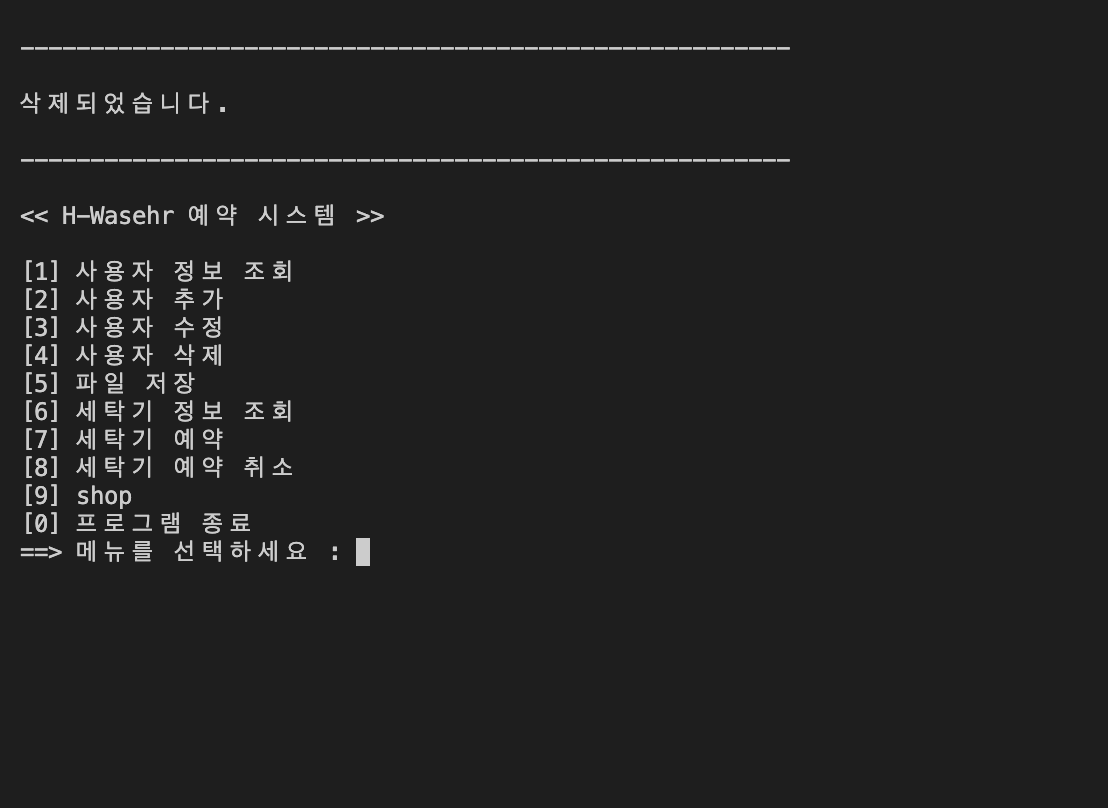 -------------------------------------------------------
삭제되었습니다.
-------------------------------------------------------
<< H-Wasehr 예약 시스템 >>
[1] 사용자 정보 조회
[2] 사용자 추가
[3] 사용자 수정
[4] 사용자 삭제
[5] 파일 저장
[6] 세탁기 정보 조회
[7] 세탁기 예약
[8] 세탁기 예약 취소
[9] shop
[0] 프로그램 종료
==> 메뉴를 선택하세요 :